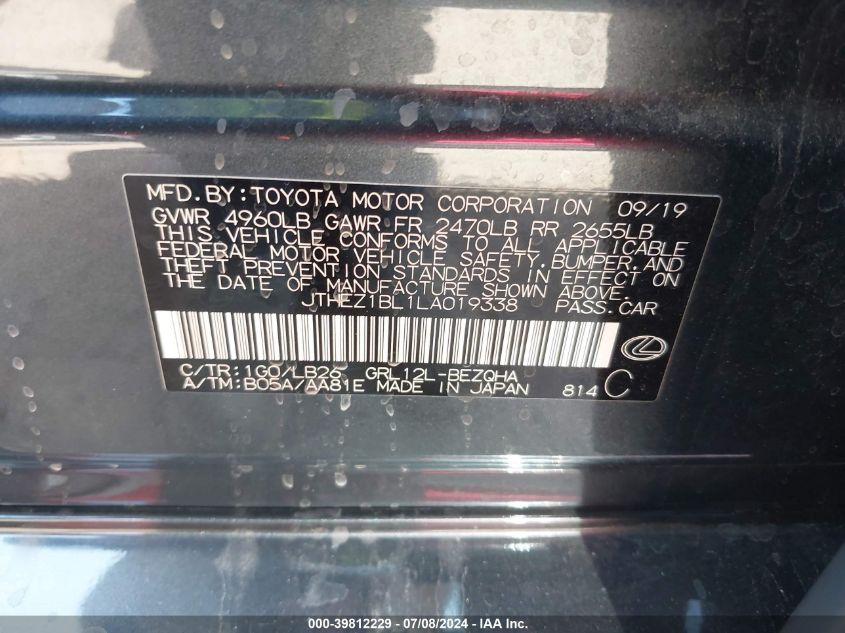 MFD.BY:TOYOTA MOTOR CORPORATION 09/19
GVWR 4960LB GAWR FR 2470LB RR 2655LB
THIS VEHICLE CONFORMS TO ALL APPLICABLE
FEDERAL MOTOR VEHICLE SAFETY,BUMPER,AND
THEFT PREVENTION STANDARDS IN EFFECT ON
THE DATE OF MANUFACTURE SHOWN ABOVE.
JTHEZ1BL1LA019338 PASS.CAR
C/TR:1G0/LB26 GRL12L-BEZQHA
A/TM:B05A/AA81E MADE IN JAPAN 814 C
000-39812229 - 07/08/2024 - IAA Inc.